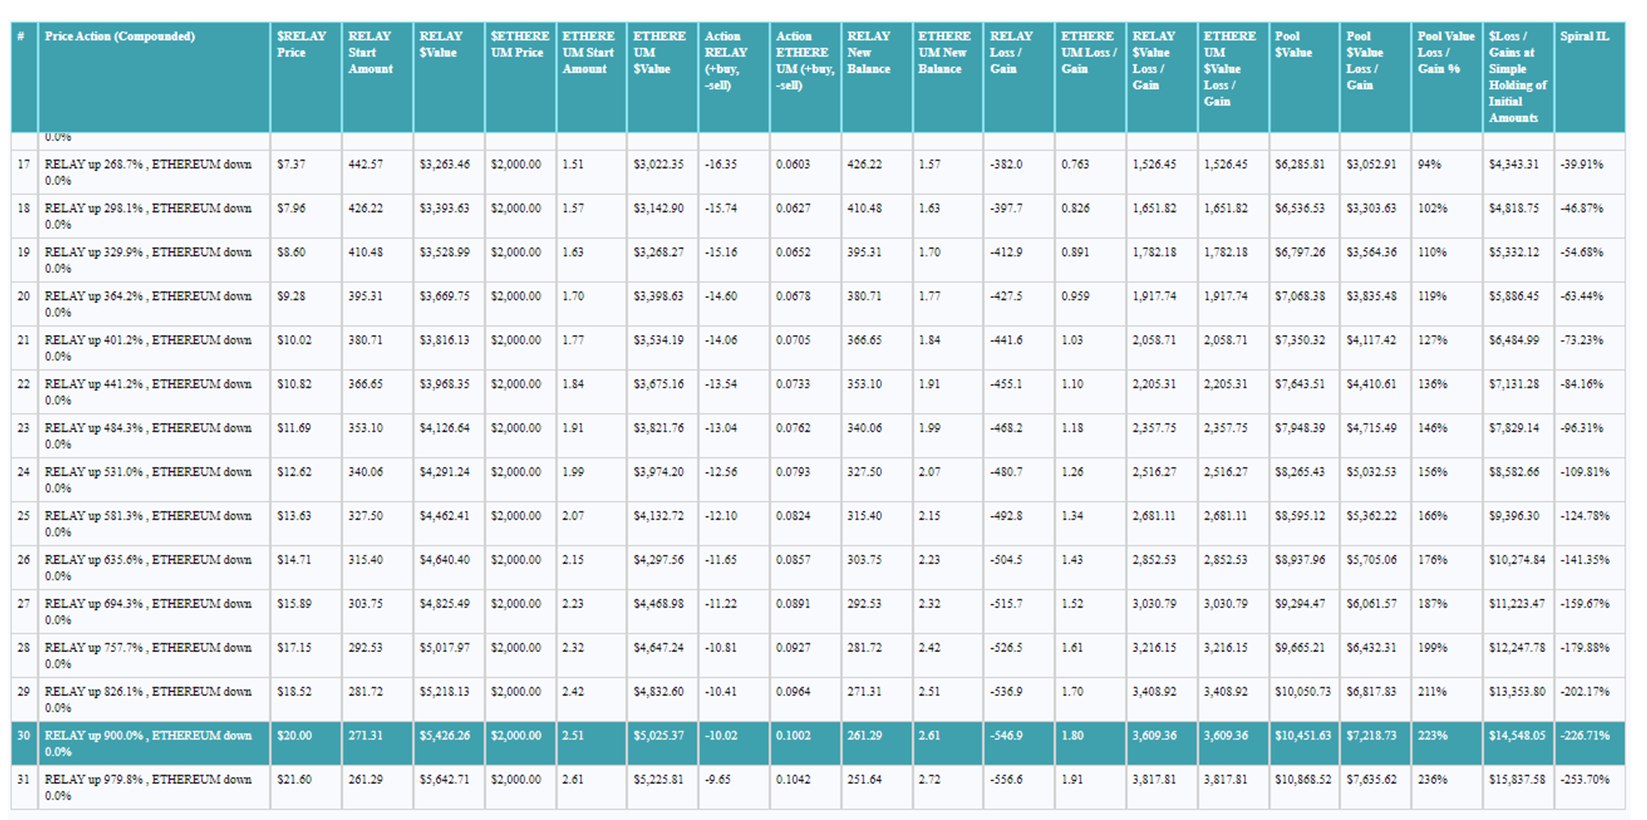 # Price Action (Compounded) $RELAY Price RELAY Start Amount RELAY $Value $ETHEREUM Price ETHEREUM Start Amount ETHEREUM $Value Action RELAY (+buy, -sell) Action ETHEREUM (+buy, -sell) RELAY New Balance ETHEREUM New Balance RELAY Loss / Gain ETHEREUM Loss / Gain RELAY $Value Loss / Gain ETHEREUM $Value Loss / Gain Pool $Value Pool $Value Loss / Gain Pool Value Loss / Gain % $Loss / Gains at Simple Holding of Initial Amounts Spiral IL
0.0%
17 RELAY up 268.7% , ETHEREUM down 0.0% $7.37 442.57 $3,263.46 $2,000.00 1.51 $3,022.35 -16.35 0.0603 426.22 1.57 -382.0 0.763 1,526.45 1,526.45 $6,285.81 $3,052.91 94% $4,343.31 -39.91%
18 RELAY up 298.1% , ETHEREUM down 0.0% $7.96 426.22 $3,393.63 $2,000.00 1.57 $3,142.90 -15.74 0.0627 410.48 1.63 -397.7 0.826 1,651.82 1,651.82 $6,536.53 $3,303.63 102% $4,818.75 -46.87%
19 RELAY up 329.9% , ETHEREUM down 0.0% $8.60 410.48 $3,528.99 $2,000.00 1.63 $3,268.27 -15.16 0.0652 395.31 1.70 -412.9 0.891 1,782.18 1,782.18 $6,797.26 $3,564.36 110% $5,332.12 -54.68%
20 RELAY up 364.2% , ETHEREUM down 0.0% $9.28 395.31 $3,669.75 $2,000.00 1.70 $3,398.63 -14.60 0.0678 380.71 1.77 -427.5 0.959 1,917.74 1,917.74 $7,068.38 $3,835.48 119% $5,886.45 -63.44%
21 RELAY up 401.2% , ETHEREUM down 0.0% $10.02 380.71 $3,816.13 $2,000.00 1.77 $3,534.19 -14.06 0.0705 366.65 1.84 -441.6 1.03 2,058.71 2,058.71 $7,350.32 $4,117.42 127% $6,484.99 -73.23%
22 RELAY up 441.2% , ETHEREUM down 0.0% $10.82 366.65 $3,968.35 $2,000.00 1.84 $3,675.16 -13.54 0.0733 353.10 1.91 -455.1 1.10 2,205.31 2,205.31 $7,643.51 $4,410.61 136% $7,131.28 -84.16%
23 RELAY up 484.3% , ETHEREUM down 0.0% $11.69 353.10 $4,126.64 $2,000.00 1.91 $3,821.76 -13.04 0.0762 340.06 1.99 -468.2 1.18 2,357.75 2,357.75 $7,948.39 $4,715.49 146% $7,829.14 -96.31%
24 RELAY up 531.0% , ETHEREUM down 0.0% $12.62 340.06 $4,291.24 $2,000.00 1.99 $3,974.20 -12.56 0.0793 327.50 2.07 -480.7 1.26 2,516.27 2,516.27 $8,265.43 $5,032.53 156% $8,582.66 -109.81%
25 RELAY up 581.3% , ETHEREUM down 0.0% $13.63 327.50 $4,462.41 $2,000.00 2.07 $4,132.72 -12.10 0.0824 315.40 2.15 -492.8 1.34 2,681.11 2,681.11 $8,595.12 $5,362.22 166% $9,396.30 -124.78%
26 RELAY up 635.6% , ETHEREUM down 0.0% $14.71 315.40 $4,640.40 $2,000.00 2.15 $4,297.56 -11.65 0.0857 303.75 2.23 -504.5 1.43 2,852.53 2,852.53 $8,937.96 $5,705.06 176% $10,274.84 -141.35%
27 RELAY up 694.3% , ETHEREUM down 0.0% $15.89 303.75 $4,825.49 $2,000.00 2.23 $4,468.98 -11.22 0.0891 292.53 2.32 -515.7 1.52 3,030.79 3,030.79 $9,294.47 $6,061.57 187% $11,223.47 -159.67%
28 RELAY up 757.7% , ETHEREUM down 0.0% $17.15 292.53 $5,017.97 $2,000.00 2.32 $4,647.24 -10.81 0.0927 281.72 2.42 -526.5 1.61 3,216.15 3,216.15 $9,665.21 $6,432.31 199% $12,247.78 -179.88%
29 RELAY up 826.1% , ETHEREUM down 0.0% $18.52 281.72 $5,218.13 $2,000.00 2.42 $4,832.60 -10.41 0.0964 271.31 2.51 -536.9 1.70 3,408.92 3,408.92 $10,050.73 $6,817.83 211% $13,353.80 -202.17%
30 RELAY up 900.0% , ETHEREUM down 0.0% $20.00 271.31 $5,426.26 $2,000.00 2.51 $5,025.37 -10.02 0.1002 261.29 2.61 -546.9 1.80 3,609.36 3,609.36 $10,451.63 $7,218.73 223% $14,548.05 -226.71%
31 RELAY up 979.8% , ETHEREUM down 0.0% $21.60 261.29 $5,642.71 $2,000.00 2.61 $5,225.81 -9.65 0.1042 251.64 2.72 -556.6 1.91 3,817.81 3,817.81 $10,868.52 $7,635.62 236% $15,837.58 -253.70%